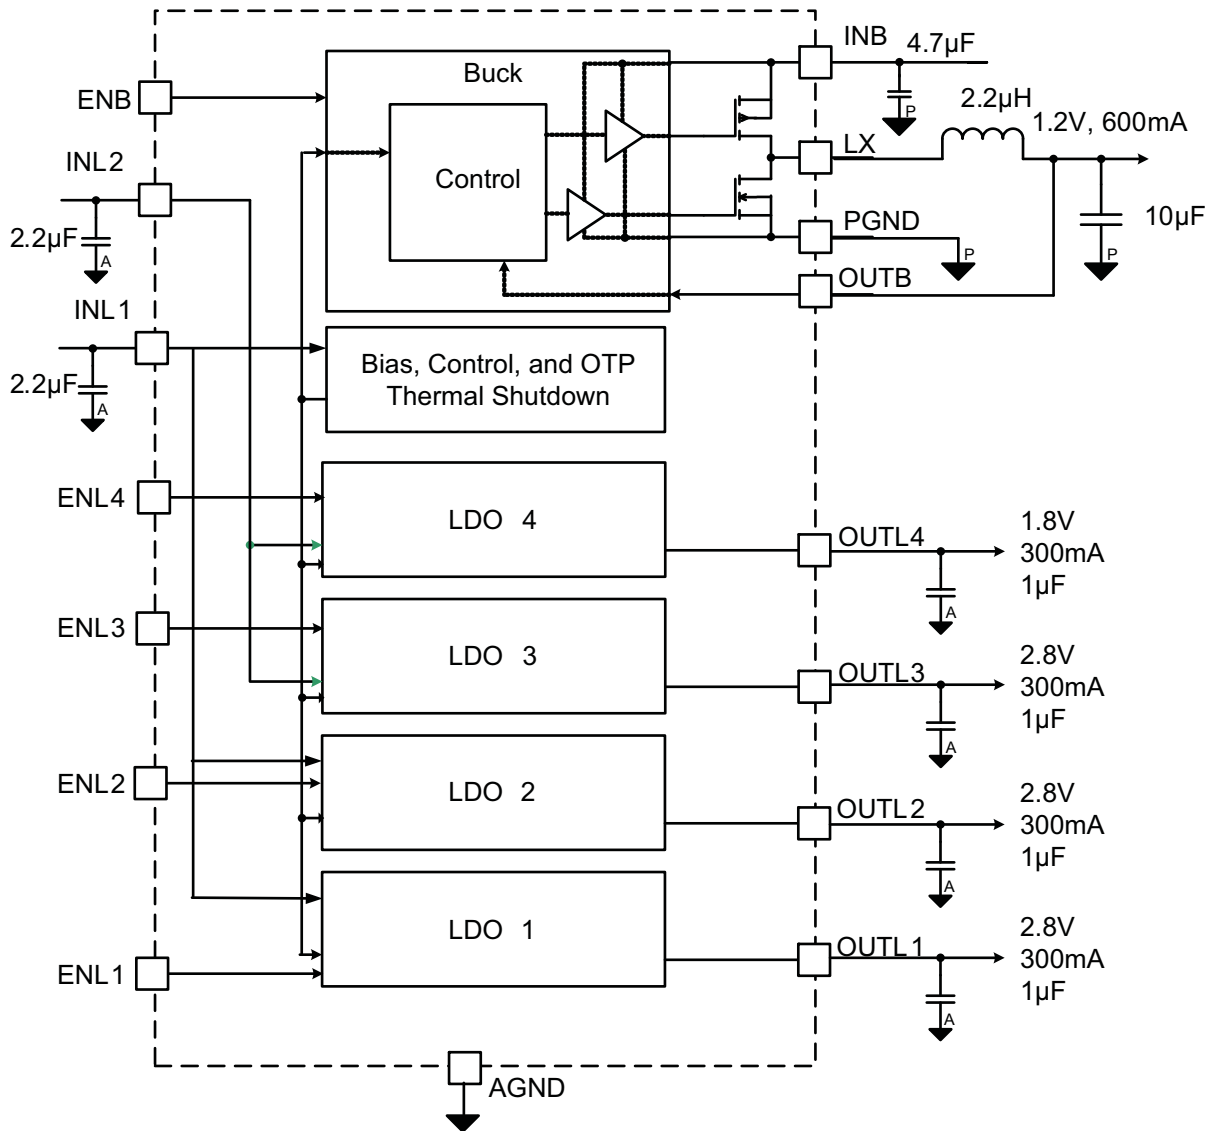 INB
4.7µF
Buck
ENB
2.2µH
P
1.2V, 600mA
INL2
LX
Control
10µF
2.2µF
A
PGND
P
P
OUTB
INL1
Bias, Control, and OTP
Thermal Shutdown
2.2µF
A
ENL4
LDO 4
OUTL4
1.8V
300mA
1µF
A
ENL3
LDO 3
OUTL3
2.8V
300mA
1µF
A
ENL2
LDO 2
OUTL2
2.8V
300mA
1µF
A
ENL1
LDO 1
OUTL1
2.8V
300mA
1µF
A
AGND